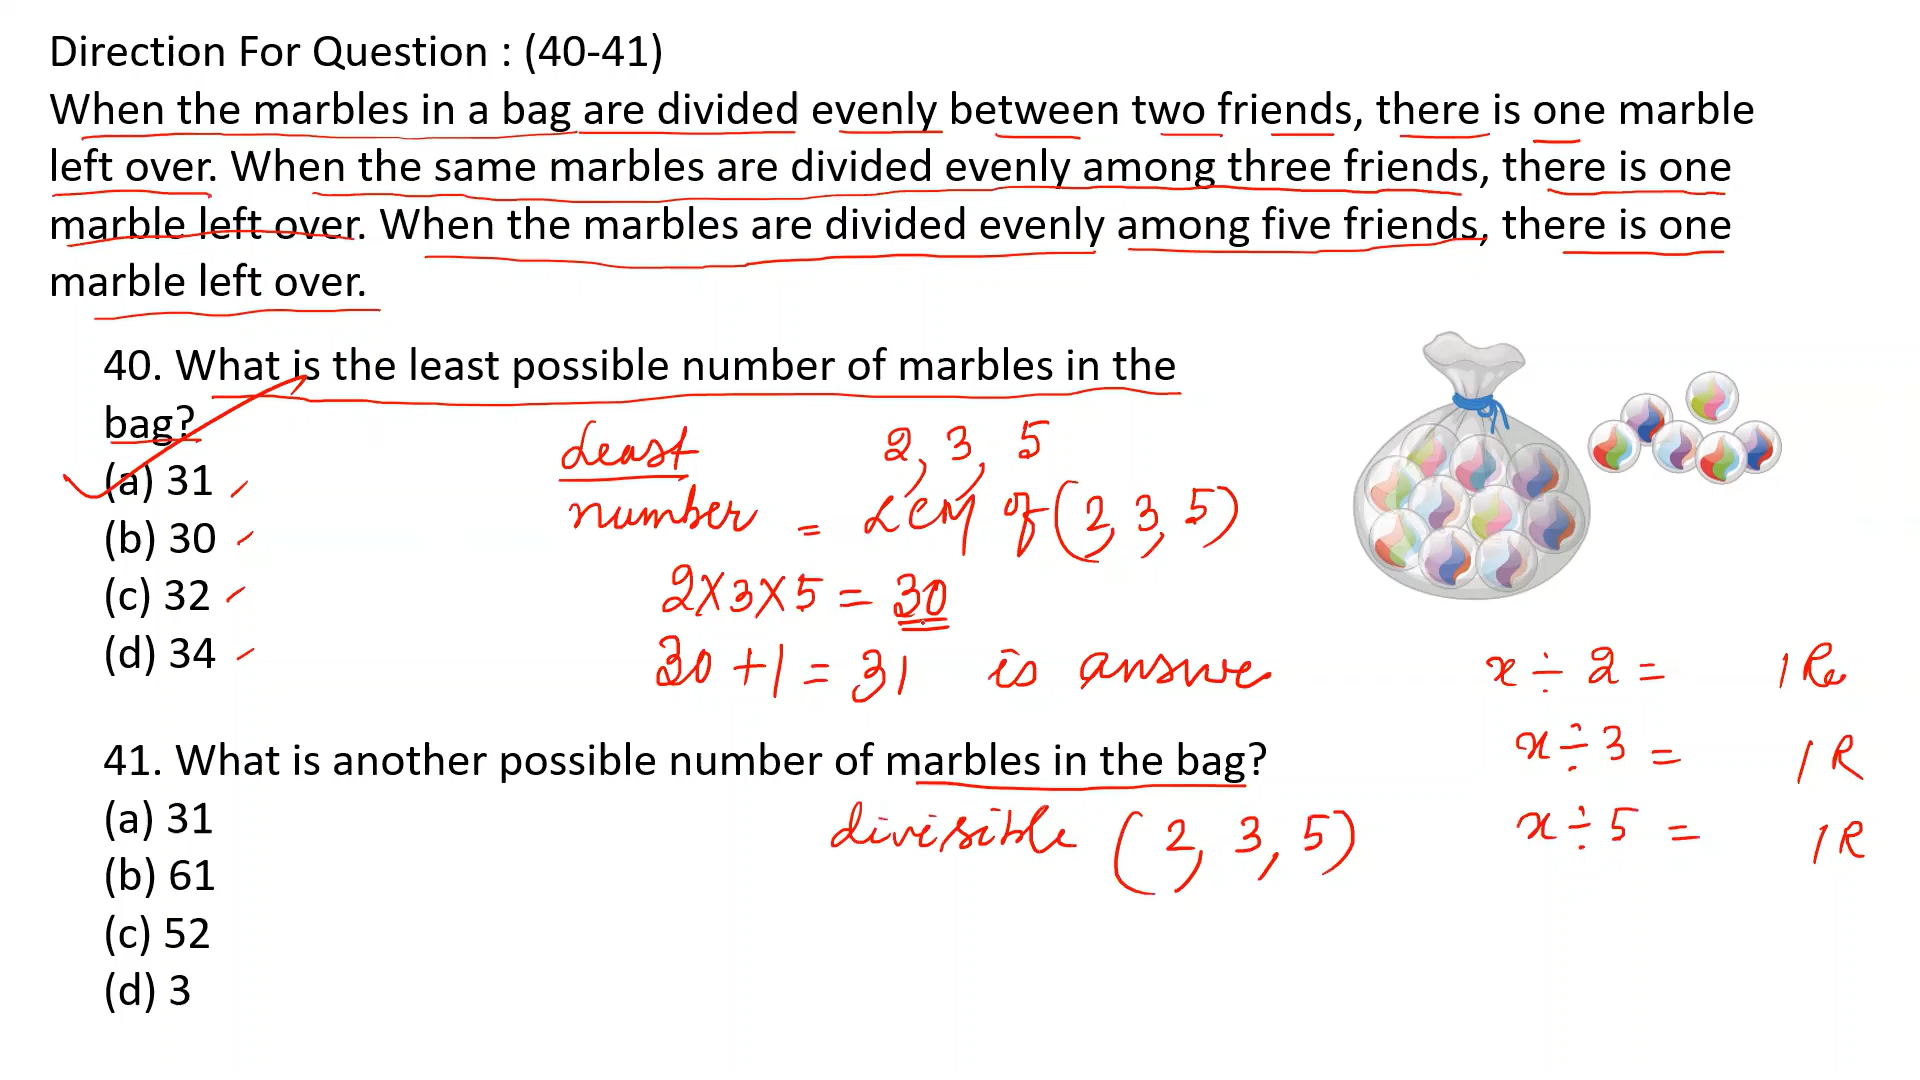 Direction For Question : (40-41)
When the marbles in a bag are divided evenly between two friends, there is one marble
left over. When the same marbles are divided evenly among three friends, there is one
marble left over. When the marbles are divided evenly among five friends, there is one
marble left over.
40. What is the least possible number of marbles in the
bag?
(a) 31
(b) 30
(c) 32
(d) 34
Least 2, 3, 5
number = LCM of (2, 3, 5)
2×3×5 = 30
30 + 1 = 31 is answe
x ÷ 2 = 1 Re
x ÷ 3 = 1 R
x ÷ 5 = 1 R
41. What is another possible number of marbles in the bag?
(a) 31
(b) 61
(c) 52
(d) 3
divisible (2, 3, 5)